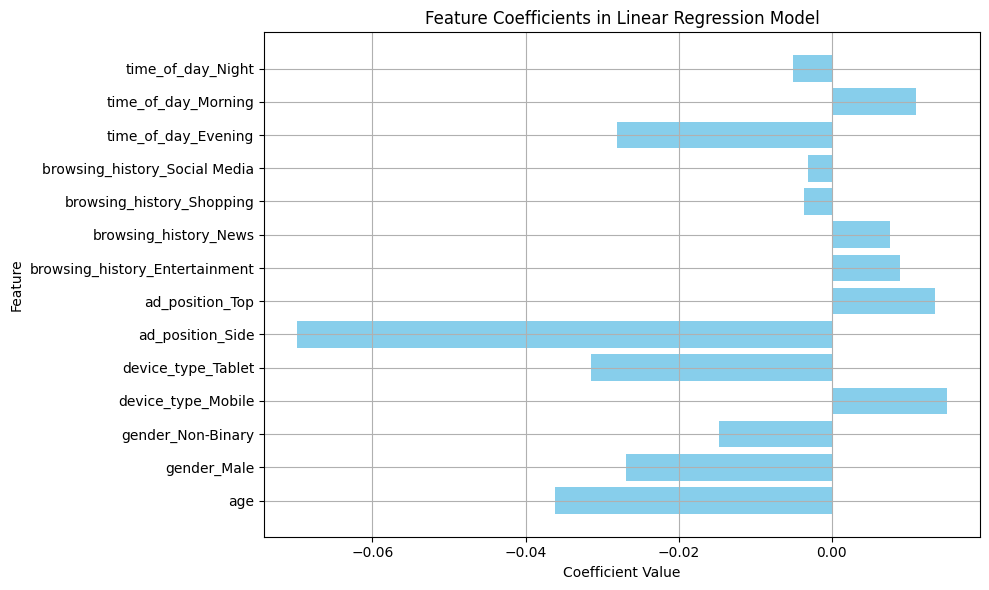 Feature Coefficients in Linear Regression Model
time_of_day_Night
time_of_day_Morning
time_of_day_Evening
browsing_history_Social Media
browsing_history_Shopping
browsing_history_News
browsing_history_Entertainment
ad_position_Top
ad_position_Side
device_type_Tablet
device_type_Mobile
gender_Non-Binary
gender_Male
age
Feature
−0.06 −0.04 −0.02 0.00
Coefficient Value